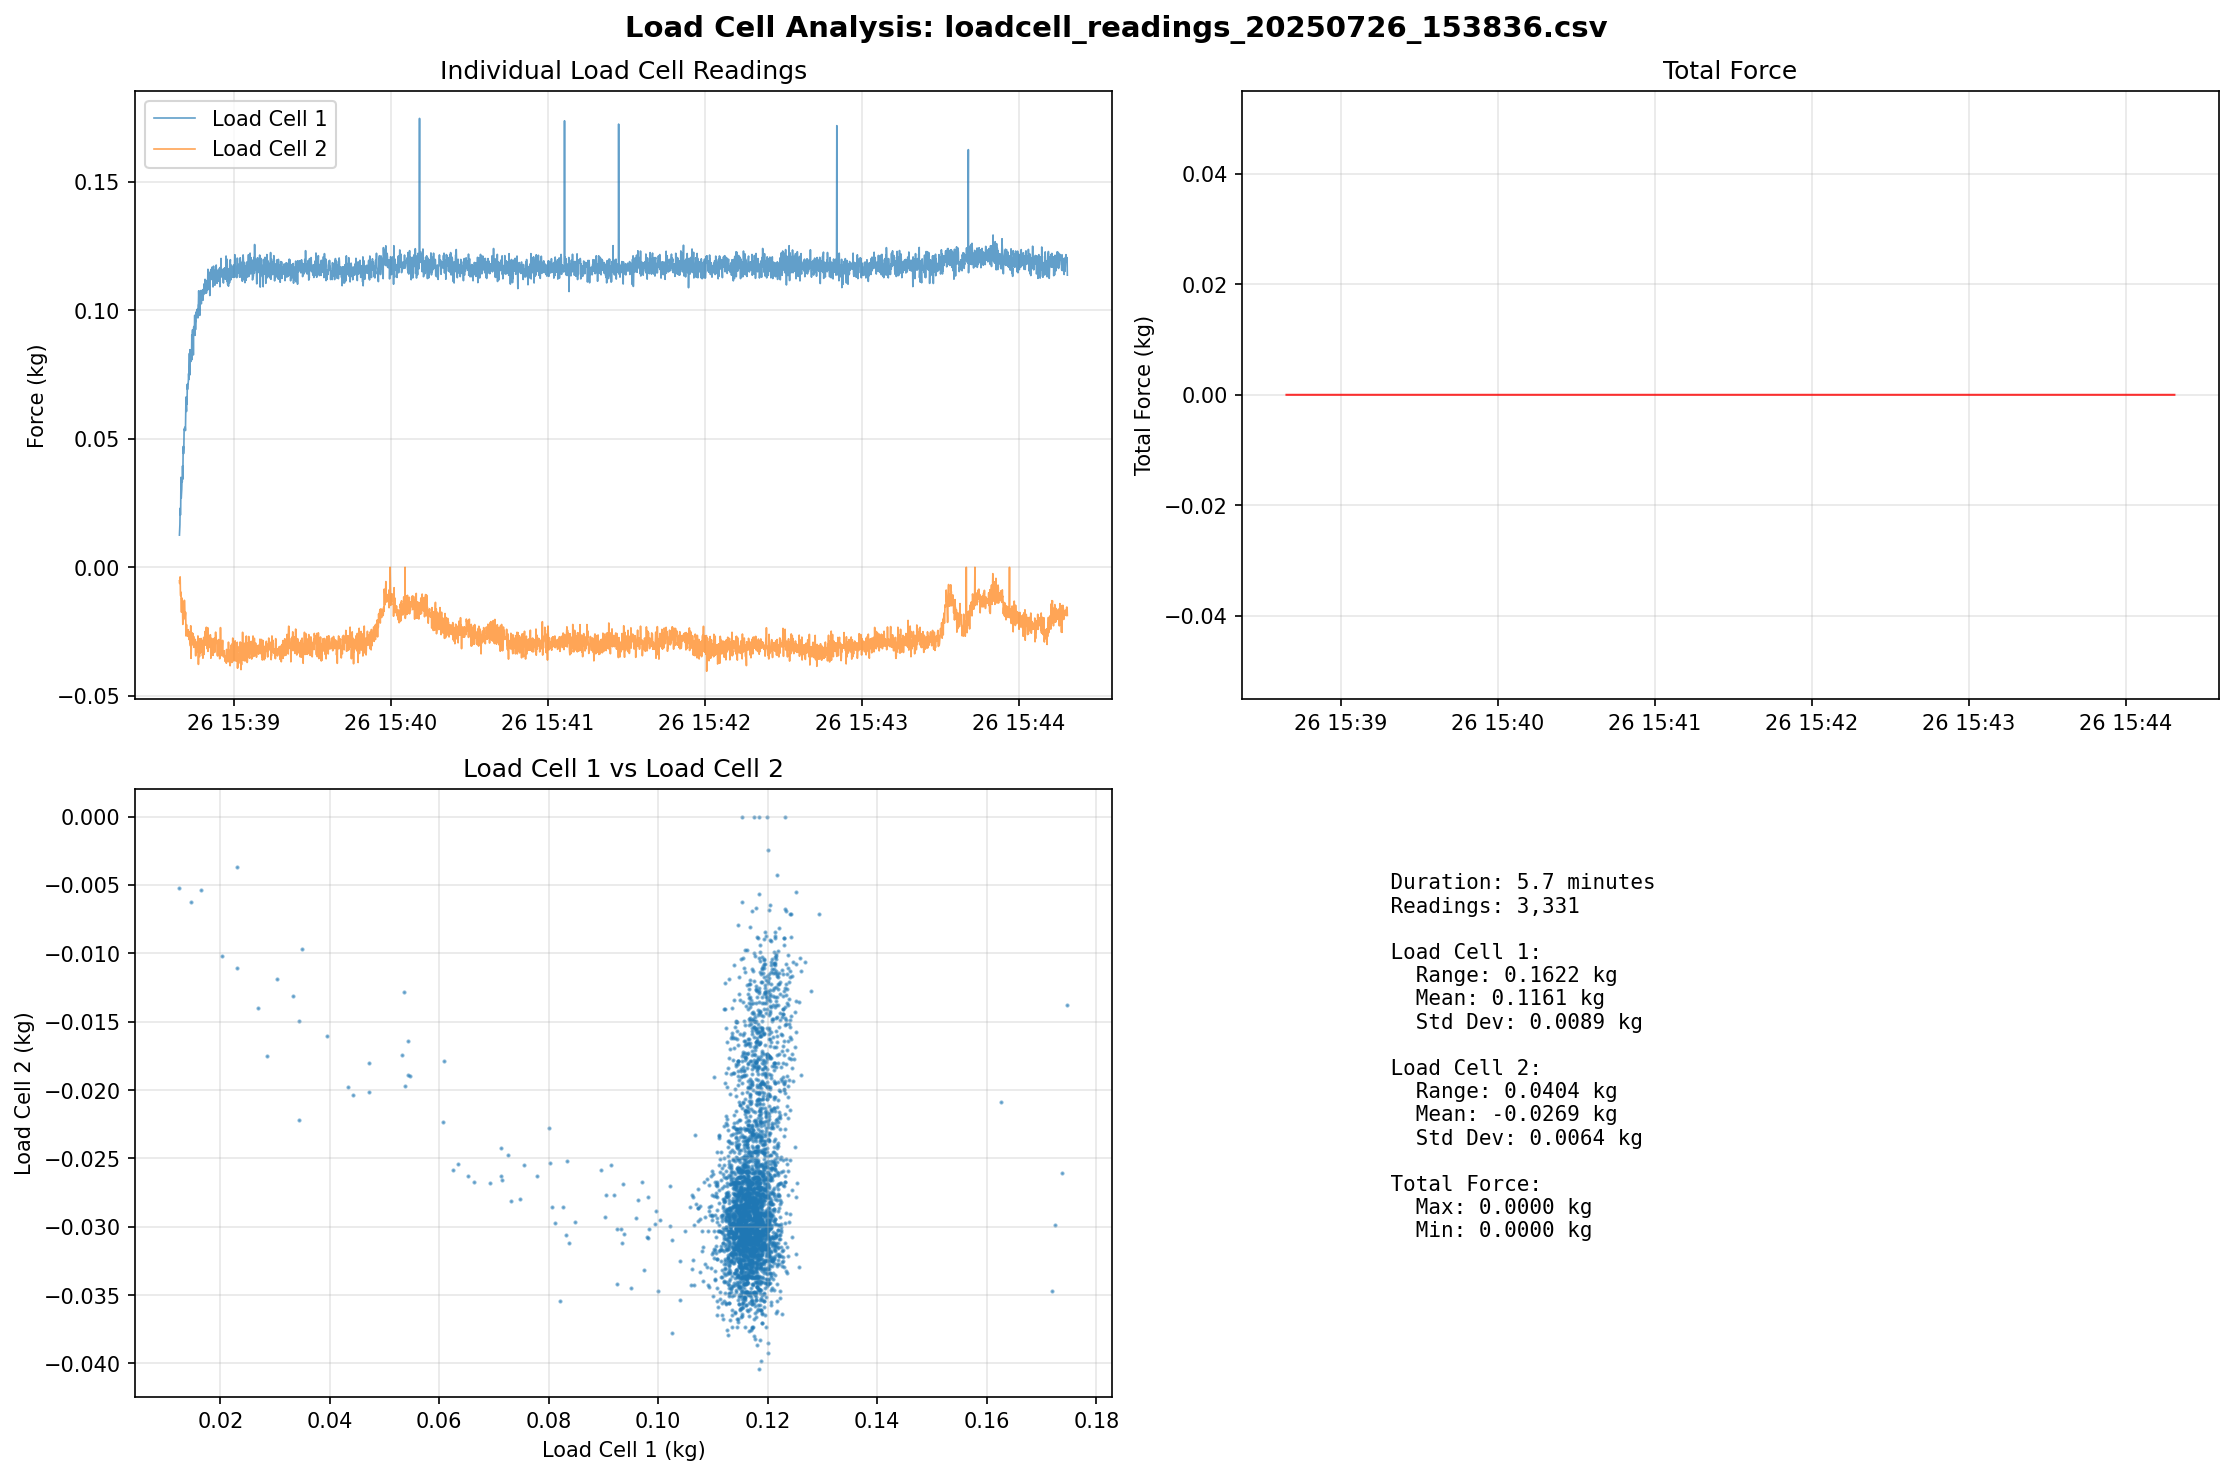 Load Cell Analysis: loadcell_readings_20250726_153836.csv
Individual Load Cell Readings
Load Cell 1
Load Cell 2
Force (kg)
0.15
0.10
0.05
0.00
−0.05
26 15:39
26 15:40
26 15:41
26 15:42
26 15:43
26 15:44
Total Force
Total Force (kg)
0.04
0.02
0.00
−0.02
−0.04
26 15:39
26 15:40
26 15:41
26 15:42
26 15:43
26 15:44
Load Cell 1 vs Load Cell 2
Load Cell 2 (kg)
0.000
−0.005
−0.010
−0.015
−0.020
−0.025
−0.030
−0.035
−0.040
0.02
0.04
0.06
0.08
0.10
0.12
0.14
0.16
0.18
Load Cell 1 (kg)
Duration: 5.7 minutes
Readings: 3,331
Load Cell 1:
Range: 0.1622 kg
Mean: 0.1161 kg
Std Dev: 0.0089 kg
Load Cell 2:
Range: 0.0404 kg
Mean: -0.0269 kg
Std Dev: 0.0064 kg
Total Force:
Max: 0.0000 kg
Min: 0.0000 kg